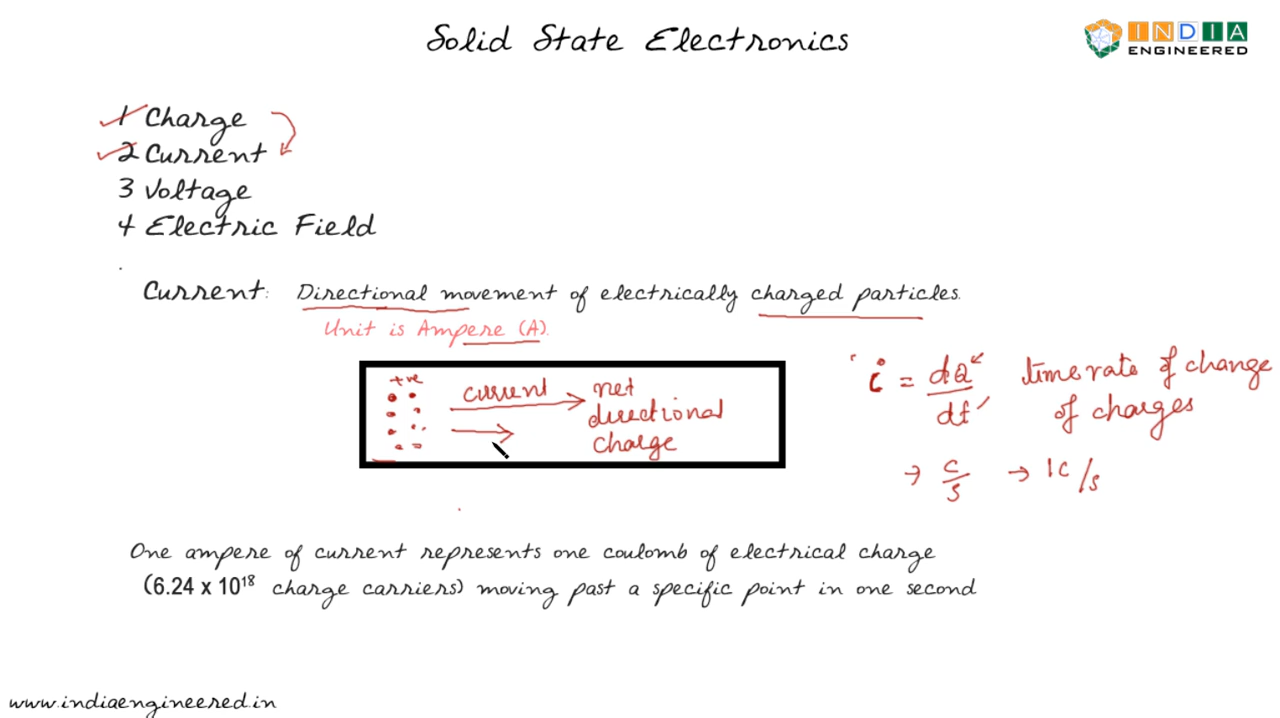 Solid State Electronics
INDIA
ENGINEERED
1 Charge
2 Current
3 Voltage
4 Electric Field
Current: Directional movement of electrically charged particles.
Unit is Ampere (A).
+ve
current
net
directional
charge
i = dQ/dt
time rate of change
of charges
→ C/S → 1C/s
One ampere of current represents one coulomb of electrical charge
(6.24 x 10¹⁸ charge carriers) moving past a specific point in one second
www.indiaengineered.in